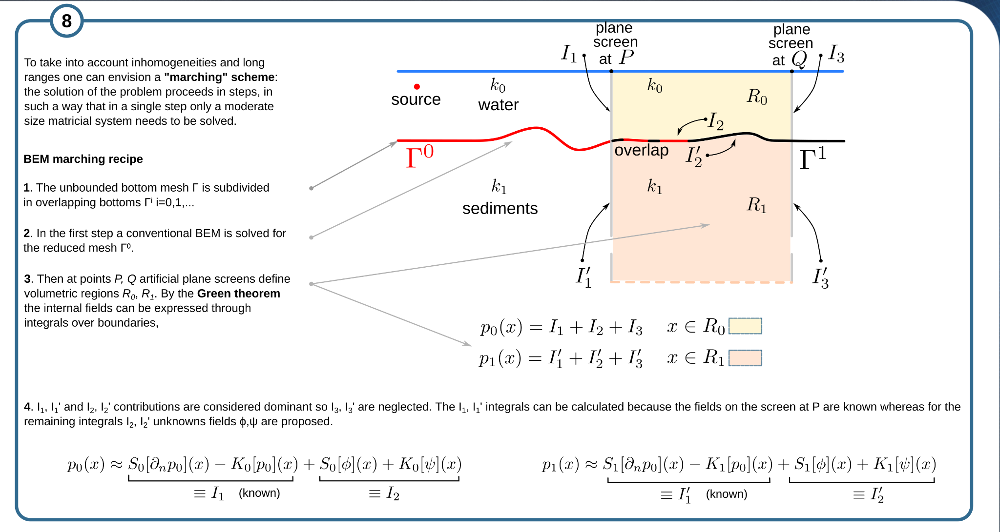 8
To take into account inhomogeneities and long
ranges one can envision a "marching" scheme:
the solution of the problem proceeds in steps, in
such a way that in a single step only a moderate
size matricial system needs to be solved.
BEM marching recipe
1. The unbounded bottom mesh Γ is subdivided
in overlapping bottoms Γⁱ i=0,1,...
2. In the first step a conventional BEM is solved for
the reduced mesh Γ⁰.
3. Then at points P, Q artificial plane screens define
volumetric regions R₀, R₁. By the Green theorem
the internal fields can be expressed through
integrals over boundaries,
plane
screen
at P
plane
screen
at Q
I₁
I₃
source
k₀
water
k₀
R₀
I₂
Γ⁰
overlap
I₂′
Γ¹
k₁
sediments
k₁
R₁
I₁′
I₃′
p₀(x) = I₁ + I₂ + I₃ x ∈ R₀
p₁(x) = I₁′ + I₂′ + I₃′ x ∈ R₁
4. I₁, I₁' and I₂, I₂' contributions are considered dominant so I₃, I₃' are neglected. The I₁, I₁' integrals can be calculated because the fields on the screen at P are known whereas for the
remaining integrals I₂, I₂' unknowns fields ϕ,ψ are proposed.
p₀(x) ≈ S₀[∂ₙp₀](x) − K₀[p₀](x) + S₀[ϕ](x) + K₀[ψ](x)
≡ I₁ (known) ≡ I₂
p₁(x) ≈ S₁[∂ₙp₀](x) − K₁[p₀](x) + S₁[ϕ](x) + K₁[ψ](x)
≡ I₁′ (known) ≡ I₂′